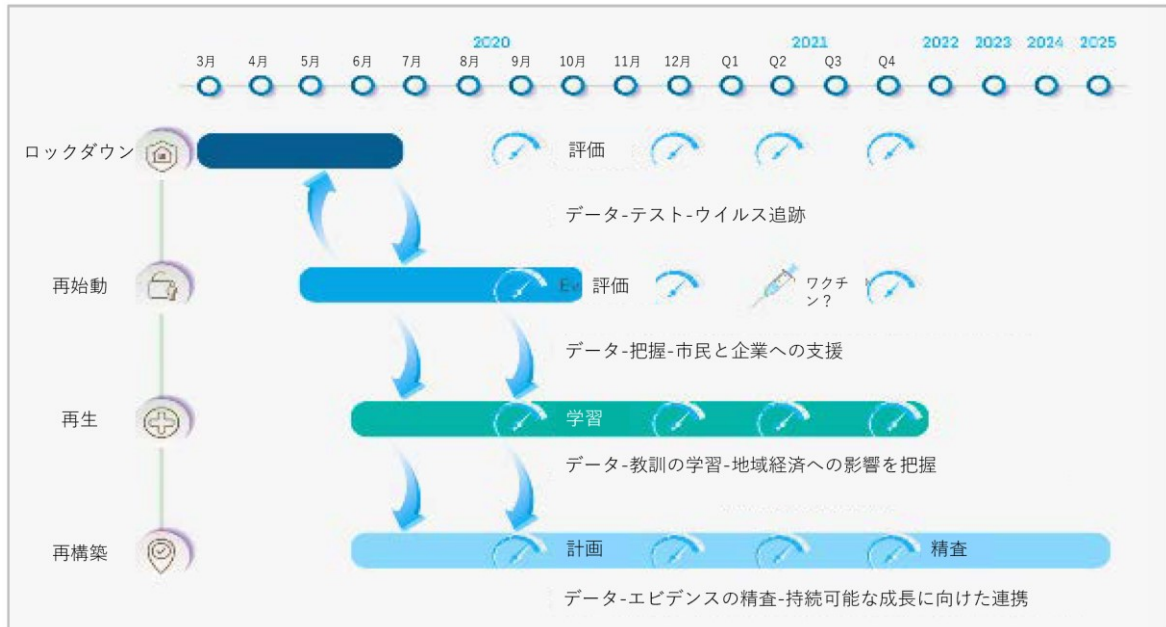 2020 2021 2022 2023 2024 2025
3月 4月 5月 6月 7月 8月 9月 10月 11月 12月 Q1 Q2 Q3 Q4
ロックダウン
評価
データ-テスト-ウイルス追跡
再始動
評価
ワクチ
ン？
データ-把握-市民と企業への支援
再生
学習
データ-教訓の学習-地域経済への影響を把握
再構築
計画
精査
データ-エビデンスの精査-持続可能な成長に向けた連携